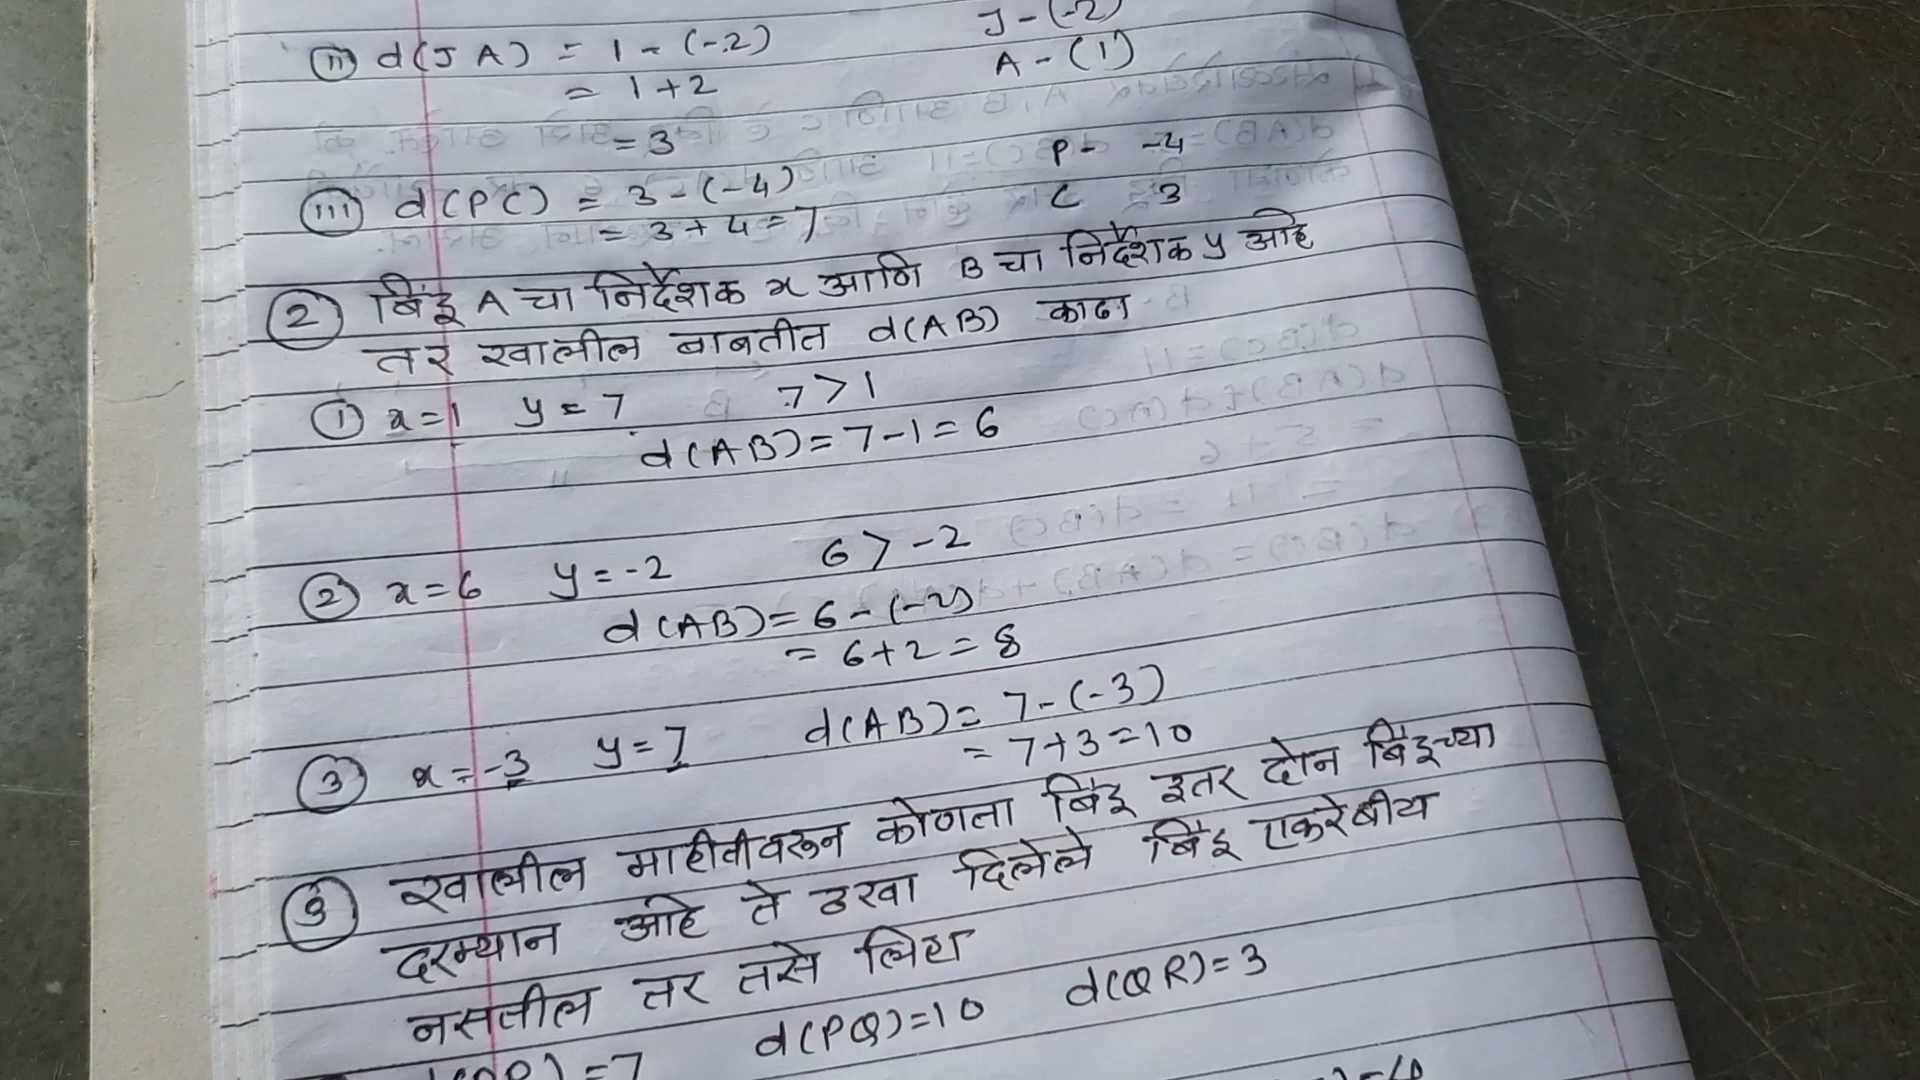 (ii) d(JA) = 1-(-2) J-(-2)
= 1+2 A-(1)
= 3
(iii) d(PC) = 3-(-4) P- -4
= 3+4=7 C 3
(2) बिंदू A चा निर्देशक x आणि B चा निर्देशक y आहे
तर खालील बाबतीत d(AB) काढा
(1) x=1 y=7 7>1
d(AB)=7-1=6
(2) x=6 y=-2 6>-2
d(AB)=6-(-2)
= 6+2=8
(3) x=-3 y=7 d(AB)=7-(-3)
= 7+3=10
(3) खालील माहीतीवरून कोणता बिंदू इतर दोन बिंदूच्या
दरम्यान आहे ते ठरवा दिलेले बिंदू एकरेषीय
नसतील तर तसे लिहा
=7 d(PQ)=10 d(QR)=3